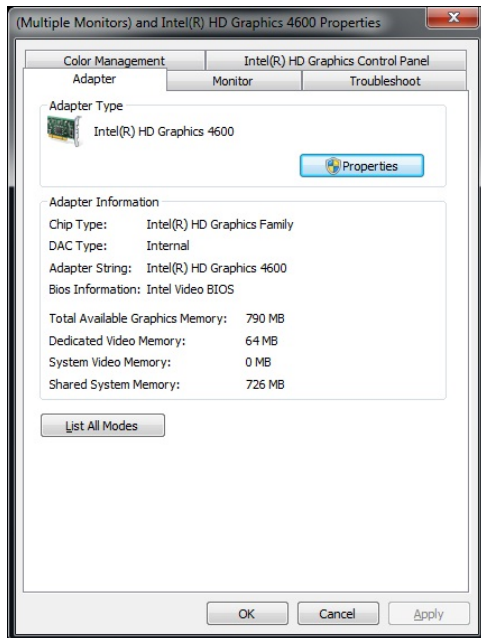 (Multiple Monitors) and Intel(R) HD Graphics 4600 Properties
Color Management
Intel(R) HD Graphics Control Panel
Adapter
Monitor
Troubleshoot
Adapter Type
Intel(R) HD Graphics 4600
Properties
Adapter Information
Chip Type: Intel(R) HD Graphics Family
DAC Type: Internal
Adapter String: Intel(R) HD Graphics 4600
Bios Information: Intel Video BIOS
Total Available Graphics Memory: 790 MB
Dedicated Video Memory: 64 MB
System Video Memory: 0 MB
Shared System Memory: 726 MB
List All Modes
OK
Cancel
Apply